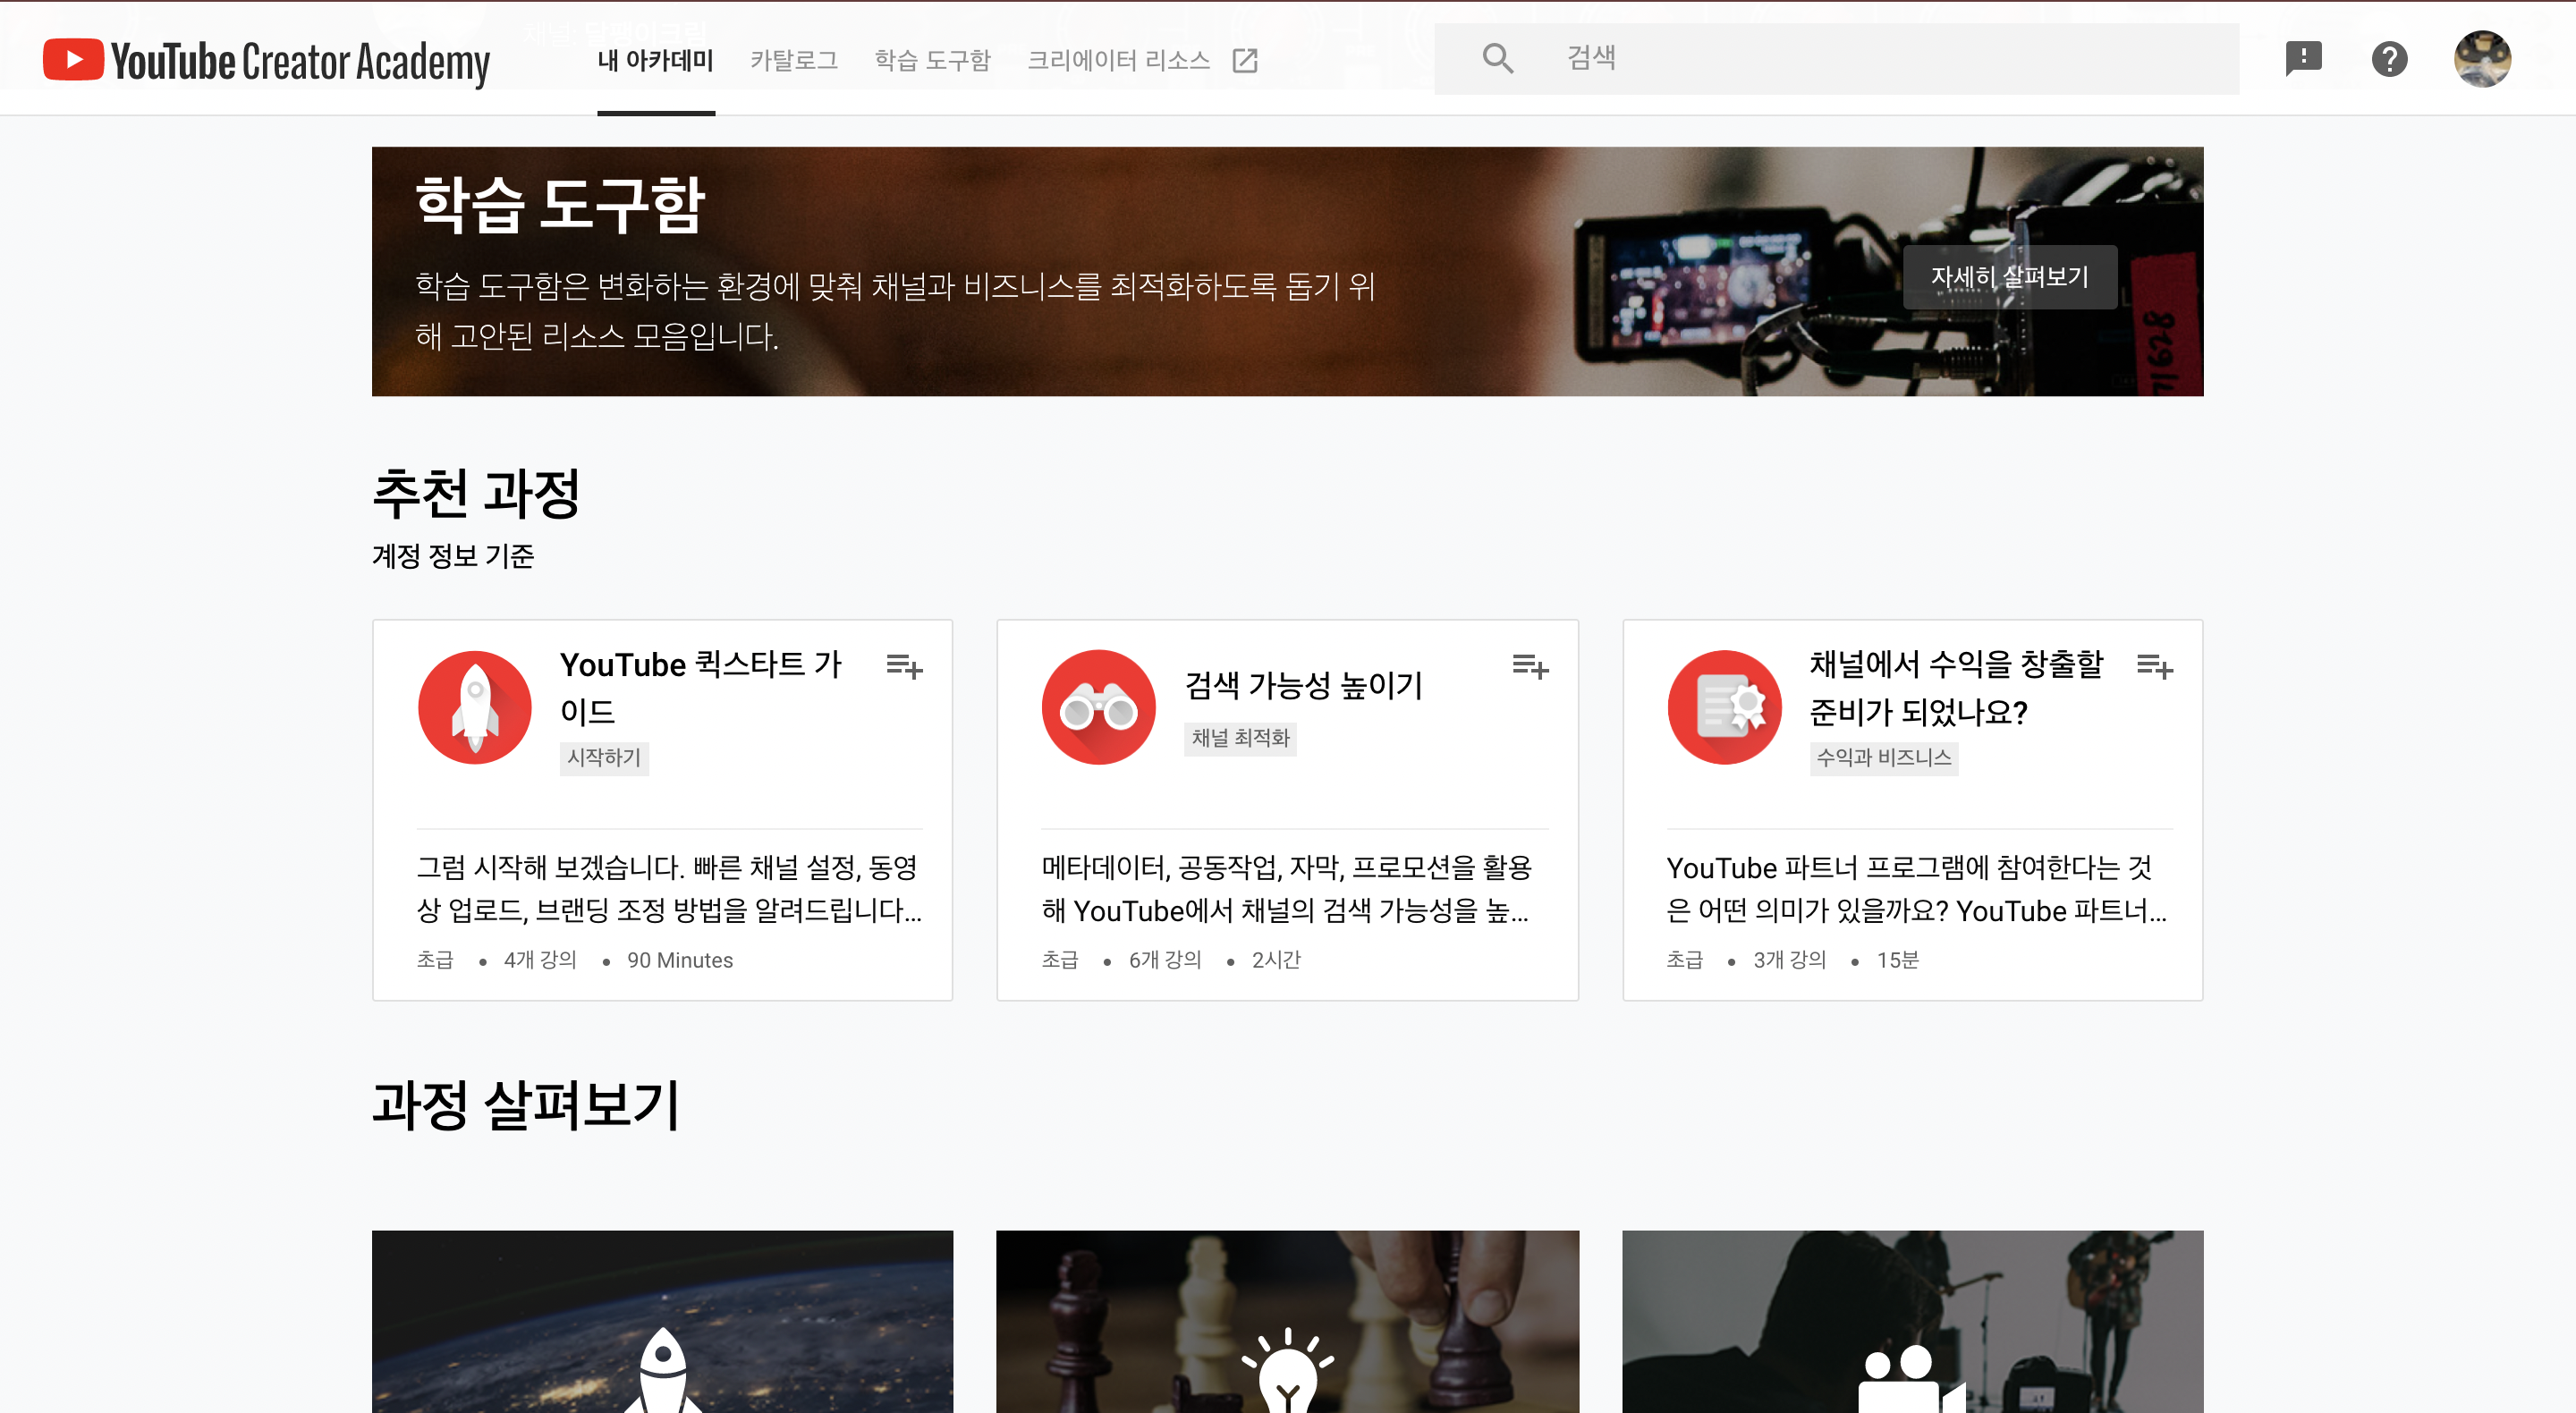 YouTube Creator Academy
내 아카데미
카탈로그
학습 도구함
크리에이터 리소스
검색
학습 도구함
학습 도구함은 변화하는 환경에 맞춰 채널과 비즈니스를 최적화하도록 돕기 위
해 고안된 리소스 모음입니다.
자세히 살펴보기
추천 과정
계정 정보 기준
YouTube 퀵스타트 가
이드
시작하기
그럼 시작해 보겠습니다. 빠른 채널 설정, 동영
상 업로드, 브랜딩 조정 방법을 알려드립니다...
초급 • 4개 강의 • 90 Minutes
검색 가능성 높이기
채널 최적화
메타데이터, 공동작업, 자막, 프로모션을 활용
해 YouTube에서 채널의 검색 가능성을 높...
초급 • 6개 강의 • 2시간
채널에서 수익을 창출할
준비가 되었나요?
수익과 비즈니스
YouTube 파트너 프로그램에 참여한다는 것
은 어떤 의미가 있을까요? YouTube 파트너...
초급 • 3개 강의 • 15분
과정 살펴보기